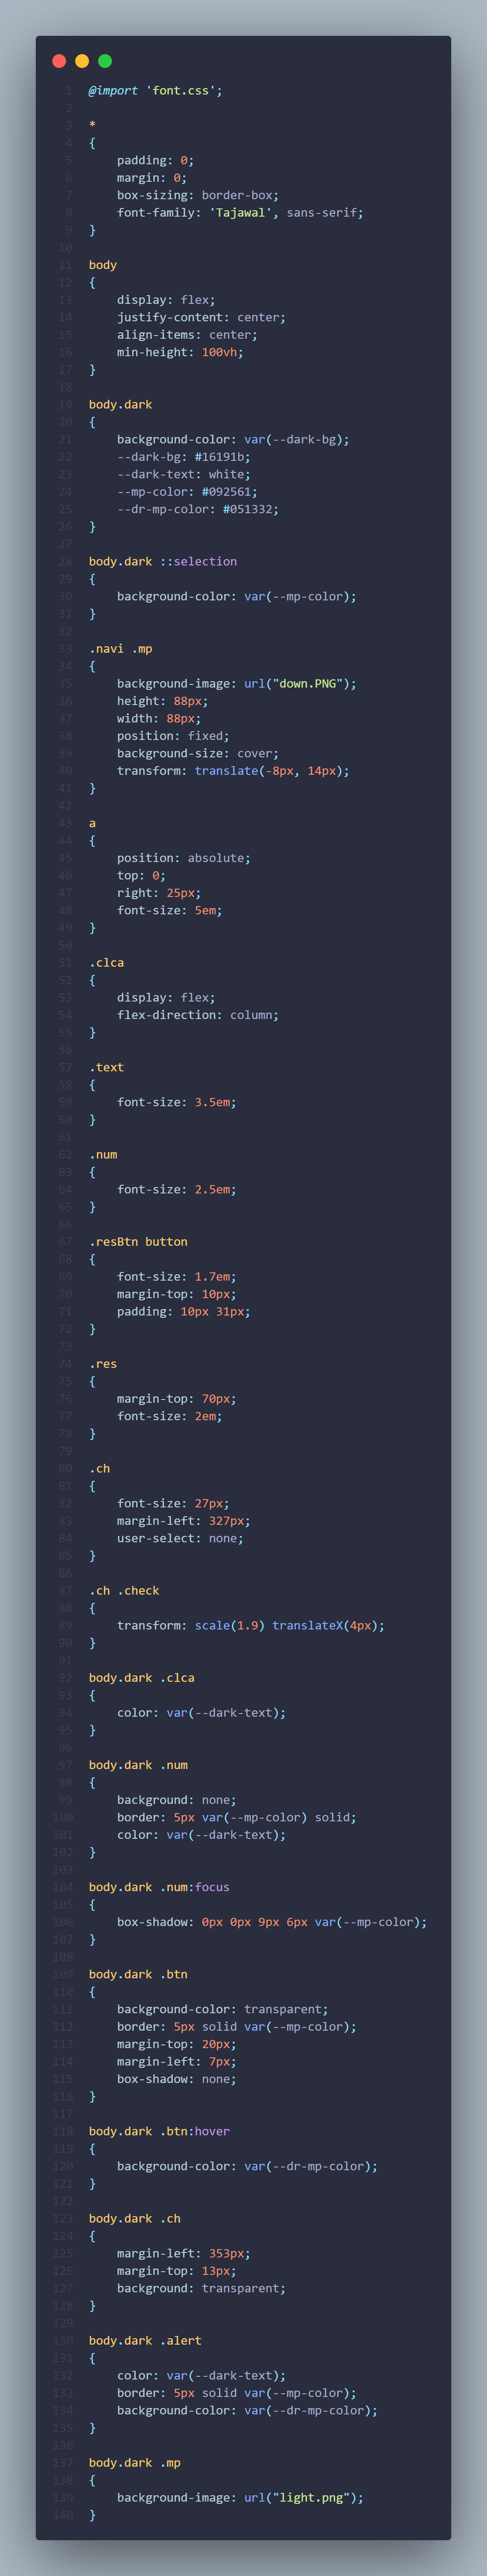 1 @import 'font.css';
2
3 *
4 {
5     padding: 0;
6     margin: 0;
7     box-sizing: border-box;
8     font-family: 'Tajawal', sans-serif;
9 }
10
11 body
12 {
13     display: flex;
14     justify-content: center;
15     align-items: center;
16     min-height: 100vh;
17 }
18
19 body.dark
20 {
21     background-color: var(--dark-bg);
22     --dark-bg: #16191b;
23     --dark-text: white;
24     --mp-color: #092561;
25     --dr-mp-color: #051332;
26 }
27
28 body.dark ::selection
29 {
30     background-color: var(--mp-color);
31 }
32
33 .navi .mp
34 {
35     background-image: url("down.PNG");
36     height: 88px;
37     width: 88px;
38     position: fixed;
39     background-size: cover;
40     transform: translate(-8px, 14px);
41 }
42
43 a
44 {
45     position: absolute;
46     top: 0;
47     right: 25px;
48     font-size: 5em;
49 }
50
51 .clca
52 {
53     display: flex;
54     flex-direction: column;
55 }
56
57 .text
58 {
59     font-size: 3.5em;
60 }
61
62 .num
63 {
64     font-size: 2.5em;
65 }
66
67 .resBtn button
68 {
69     font-size: 1.7em;
70     margin-top: 10px;
71     padding: 10px 31px;
72 }
73
74 .res
75 {
76     margin-top: 70px;
77     font-size: 2em;
78 }
79
80 .ch
81 {
82     font-size: 27px;
83     margin-left: 327px;
84     user-select: none;
85 }
86
87 .ch .check
88 {
89     transform: scale(1.9) translateX(4px);
90 }
91
92 body.dark .clca
93 {
94     color: var(--dark-text);
95 }
96
97 body.dark .num
98 {
99     background: none;
100     border: 5px var(--mp-color) solid;
101     color: var(--dark-text);
102 }
103
104 body.dark .num:focus
105 {
106     box-shadow: 0px 0px 9px 6px var(--mp-color);
107 }
108
109 body.dark .btn
110 {
111     background-color: transparent;
112     border: 5px solid var(--mp-color);
113     margin-top: 20px;
114     margin-left: 7px;
115     box-shadow: none;
116 }
117
118 body.dark .btn:hover
119 {
120     background-color: var(--dr-mp-color);
121 }
122
123 body.dark .ch
124 {
125     margin-left: 353px;
126     margin-top: 13px;
127     background: transparent;
128 }
129
130 body.dark .alert
131 {
132     color: var(--dark-text);
133     border: 5px solid var(--mp-color);
134     background-color: var(--dr-mp-color);
135 }
136
137 body.dark .mp
138 {
139     background-image: url("light.png");
140 }